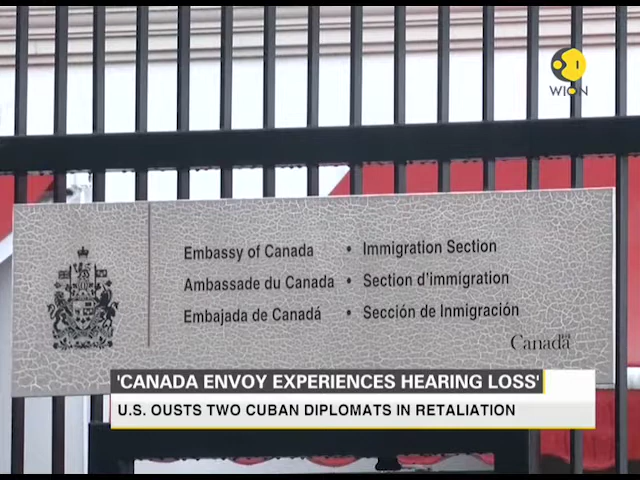 WION
Embassy of Canada • Immigration Section
Ambassade du Canada • Section d'immigration
Embajada de Canadá • Sección de Inmigración
Canada
'CANADA ENVOY EXPERIENCES HEARING LOSS'
U.S. OUSTS TWO CUBAN DIPLOMATS IN RETALIATION